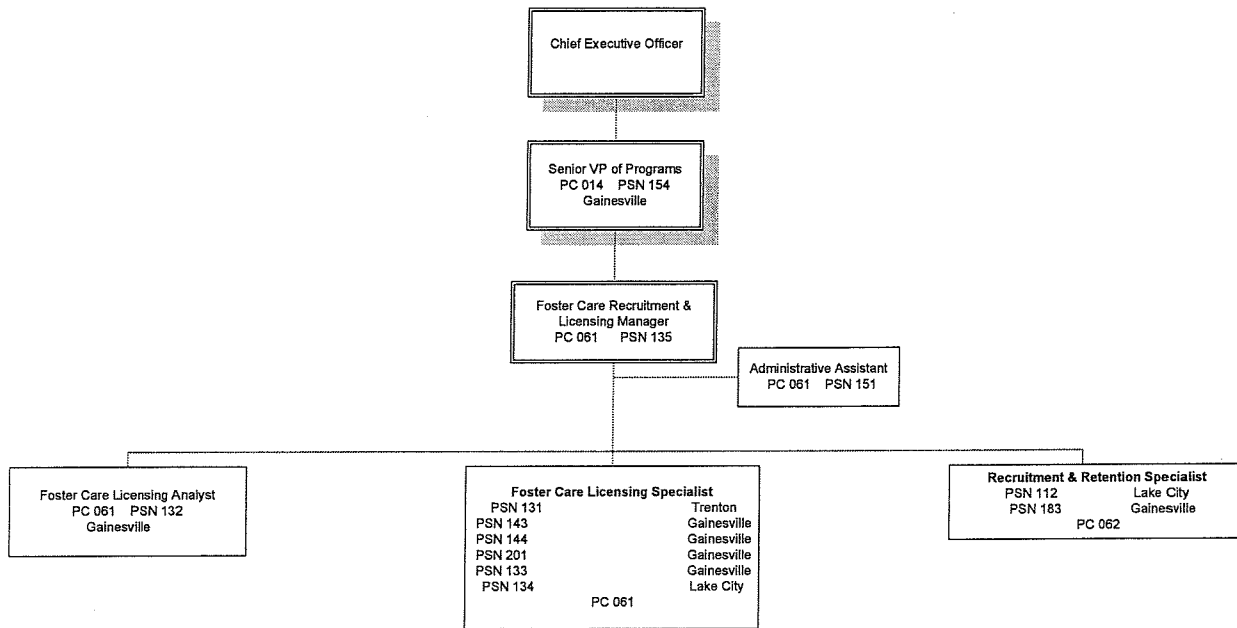 Chief Executive Officer
Senior VP of Programs
PC 014 PSN 154
Gainesville
Foster Care Recruitment &
Licensing Manager
PC 061 PSN 135
Administrative Assistant
PC 061 PSN 151
Foster Care Licensing Analyst
PC 061 PSN 132
Gainesville
Foster Care Licensing Specialist
PSN 131 Trenton
PSN 143 Gainesville
PSN 144 Gainesville
PSN 201 Gainesville
PSN 133 Gainesville
PSN 134 Lake City
PC 061
Recruitment & Retention Specialist
PSN 112 Lake City
PSN 183 Gainesville
PC 062